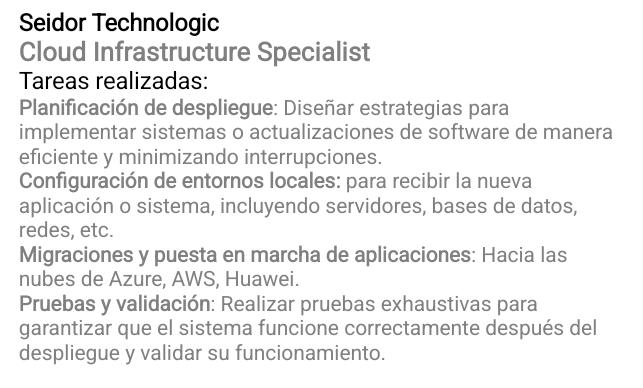 Seidor Technologic
Cloud Infrastructure Specialist
Tareas realizadas:
Planificación de despliegue: Diseñar estrategias para
implementar sistemas o actualizaciones de software de manera
eficiente y minimizando interrupciones.
Configuración de entornos locales: para recibir la nueva
aplicación o sistema, incluyendo servidores, bases de datos,
redes, etc.
Migraciones y puesta en marcha de aplicaciones: Hacia las
nubes de Azure, AWS, Huawei.
Pruebas y validación: Realizar pruebas exhaustivas para
garantizar que el sistema funcione correctamente después del
despliegue y validar su funcionamiento.